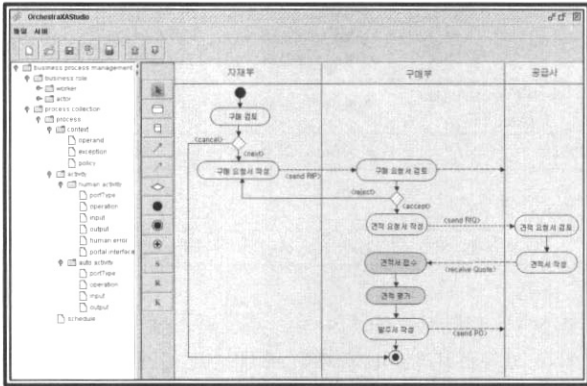 OrchestraXAStudio
파일 서버
business process management
business role
worker
actor
process collection
process
context
operand
exception
policy
activity
human activity
portType
operation
input
output
human error
portal interface
auto activity
portType
operation
input
output
schedule
자재부
구매부
공급사
구매 검토
<cancel>
<next>
구매 요청서 작성
<send RfP>
구매 요청서 검토
<reject>
<accept>
견적 요청서 작성
<send RfQ>
견적 요청서 검토
견적서 접수
<receive Quote>
견적서 작성
견적 평가
발주서 작성
<send PO>